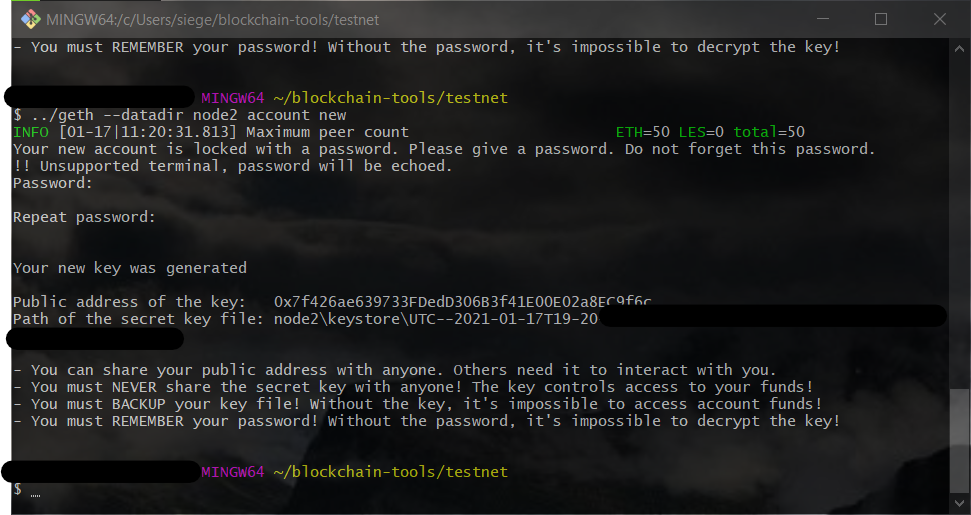 MINGW64:/c/Users/siege/blockchain-tools/testnet
- You must REMEMBER your password! Without the password, it's impossible to decrypt the key!
MINGW64 ~/blockchain-tools/testnet
$ ../geth --datadir node2 account new
INFO [01-17|11:20:31.813] Maximum peer count ETH=50 LES=0 total=50
Your new account is locked with a password. Please give a password. Do not forget this password.
!! Unsupported terminal, password will be echoed.
Password:
Repeat password:
Your new key was generated
Public address of the key: 0x7f426ae639733FDedD306B3f41E00E02a8EC9f6c
Path of the secret key file: node2\keystore\UTC--2021-01-17T19-20
- You can share your public address with anyone. Others need it to interact with you.
- You must NEVER share the secret key with anyone! The key controls access to your funds!
- You must BACKUP your key file! Without the key, it's impossible to access account funds!
- You must REMEMBER your password! Without the password, it's impossible to decrypt the key!
MINGW64 ~/blockchain-tools/testnet
$